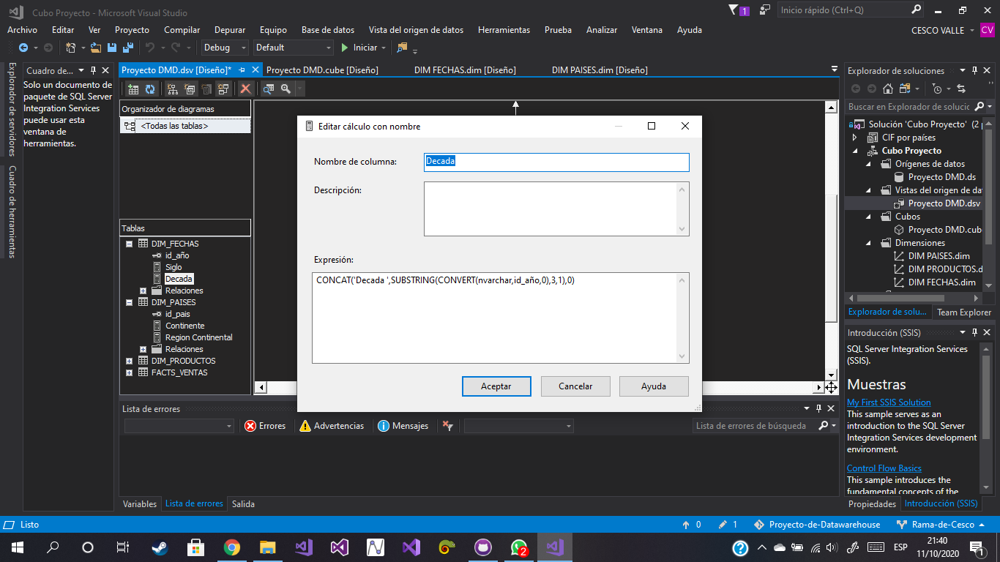 Cubo Proyecto - Microsoft Visual Studio
1
Inicio rápido (Ctrl+Q)
Archivo Editar Ver Proyecto Compilar Depurar Equipo Base de datos Vista del origen de datos Herramientas Prueba Analizar Ventana Ayuda
CESCO VALLE CV
Debug Default Iniciar
Explorador de servidores
Cuadro de herramientas
Cuadro de...
Solo un documento de
paquete de SQL Server
Integration Services
puede usar esta
ventana de
herramientas.
Proyecto DMD.dsv [Diseño]* Proyecto DMD.cube [Diseño] DIM FECHAS.dim [Diseño] DIM PAISES.dim [Diseño]
Organizador de diagramas
<Todas las tablas>
Tablas
DIM_FECHAS
id_año
Siglo
Decada
Relaciones
DIM_PAISES
id_pais
Continente
Region Continental
Relaciones
DIM_PRODUCTOS
FACTS_VENTAS
Editar cálculo con nombre
Nombre de columna: Decada
Descripción:
Expresión:
CONCAT('Decada ',SUBSTRING(CONVERT(nvarchar,id_año,0),3,1),0)
Aceptar Cancelar Ayuda
Lista de errores
Errores Advertencias Mensajes
Lista de errores de búsqueda
Variables Lista de errores Salida
Explorador de soluciones
Buscar en Explorador de solucio
Solución 'Cubo Proyecto' (2 p
CIF por países
Cubo Proyecto
Orígenes de datos
Proyecto DMD.ds
Vistas del origen de da
Proyecto DMD.dsv
Cubos
Proyecto DMD.cub
Dimensiones
DIM PAISES.dim
DIM PRODUCTOS.d
DIM FECHAS.dim
Explorador de solu... Team Explorer
Introducción (SSIS)
SQL Server Integration Services
(SSIS).
Muestras
My First SSIS Solution
This sample serves as an
introduction to the SQL Server
Integration Services development
environment.
Control Flow Basics
This sample introduces the
fundamental concepts of the
Propiedades Introducción (SSIS)
Listo
0 1 Proyecto-de-Datawarehouse Rama-de-Cesco
2
ESP
21:40
11/10/2020
1